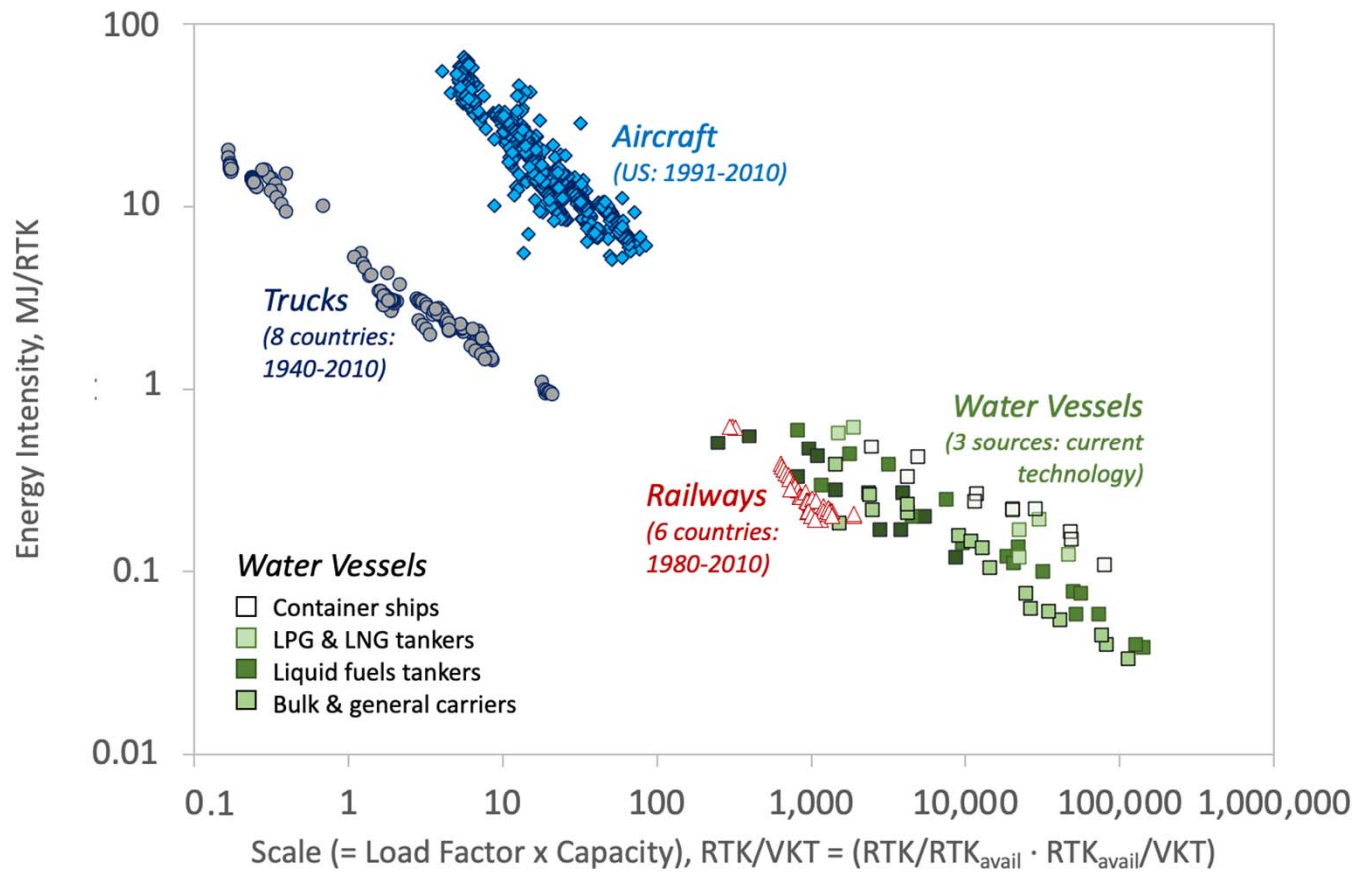 100
10
1
0.1
0.01
Energy Intensity, MJ/RTK
Aircraft
(US: 1991-2010)
Trucks
(8 countries:
1940-2010)
Water Vessels
(3 sources: current
technology)
Railways
(6 countries:
1980-2010)
Water Vessels
Container ships
LPG & LNG tankers
Liquid fuels tankers
Bulk & general carriers
0.1 1 10 100 1,000 10,000 100,000 1,000,000
Scale (= Load Factor x Capacity), RTK/VKT = (RTK/RTKavail · RTKavail/VKT)